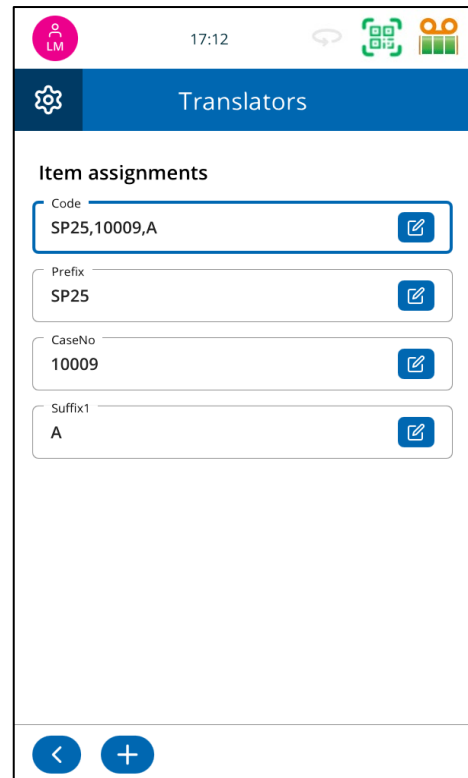 LM
17:12
Translators
Item assignments
Code
SP25,10009,A
Prefix
SP25
CaseNo
10009
Suffix1
A